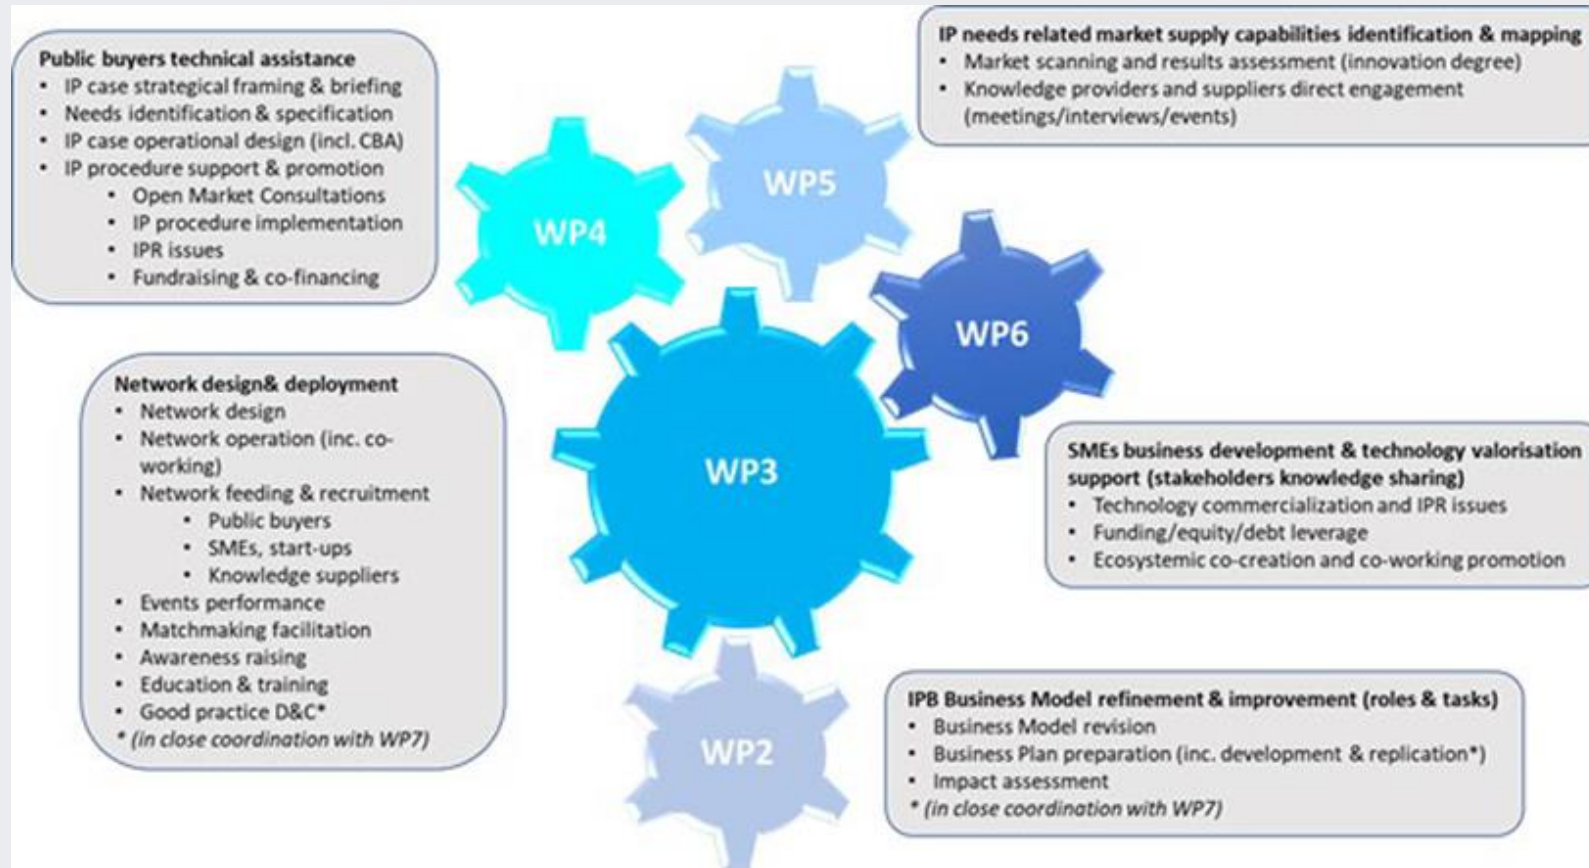 Public buyers technical assistance
• IP case strategical framing & briefing
• Needs identification & specification
• IP case operational design (incl. CBA)
• IP procedure support & promotion
• Open Market Consultations
• IP procedure implementation
• IPR issues
• Fundraising & co-financing
IP needs related market supply capabilities identification & mapping
• Market scanning and results assessment (innovation degree)
• Knowledge providers and suppliers direct engagement
(meetings/interviews/events)
WP5
WP4
WP6
WP3
WP2
Network design& deployment
• Network design
• Network operation (inc. co-
working)
• Network feeding & recruitment
• Public buyers
• SMEs, start-ups
• Knowledge suppliers
• Events performance
• Matchmaking facilitation
• Awareness raising
• Education & training
• Good practice D&C*
* (in close coordination with WP7)
SMEs business development & technology valorisation
support (stakeholders knowledge sharing)
• Technology commercialization and IPR issues
• Funding/equity/debt leverage
• Ecosystemic co-creation and co-working promotion
IPB Business Model refinement & improvement (roles & tasks)
• Business Model revision
• Business Plan preparation (inc. development & replication*)
• Impact assessment
* (in close coordination with WP7)